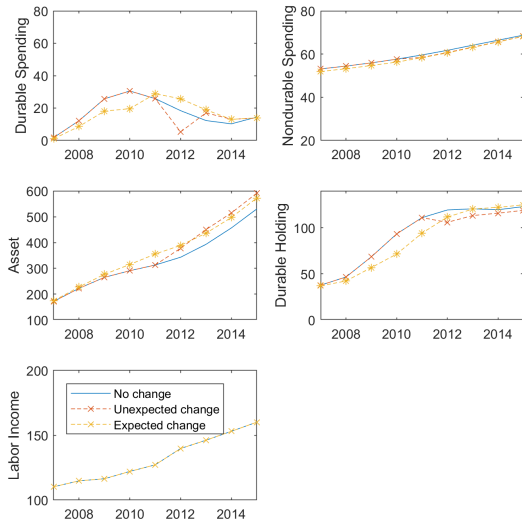 80
60
40
20
0
Durable Spending
2008 2010 2012 2014
80
60
40
20
Nondurable Spending
2008 2010 2012 2014
600
500
400
300
200
100
Asset
2008 2010 2012 2014
100
50
0
Durable Holding
2008 2010 2012 2014
200
150
100
Labor Income
No change
Unexpected change
Expected change
2008 2010 2012 2014